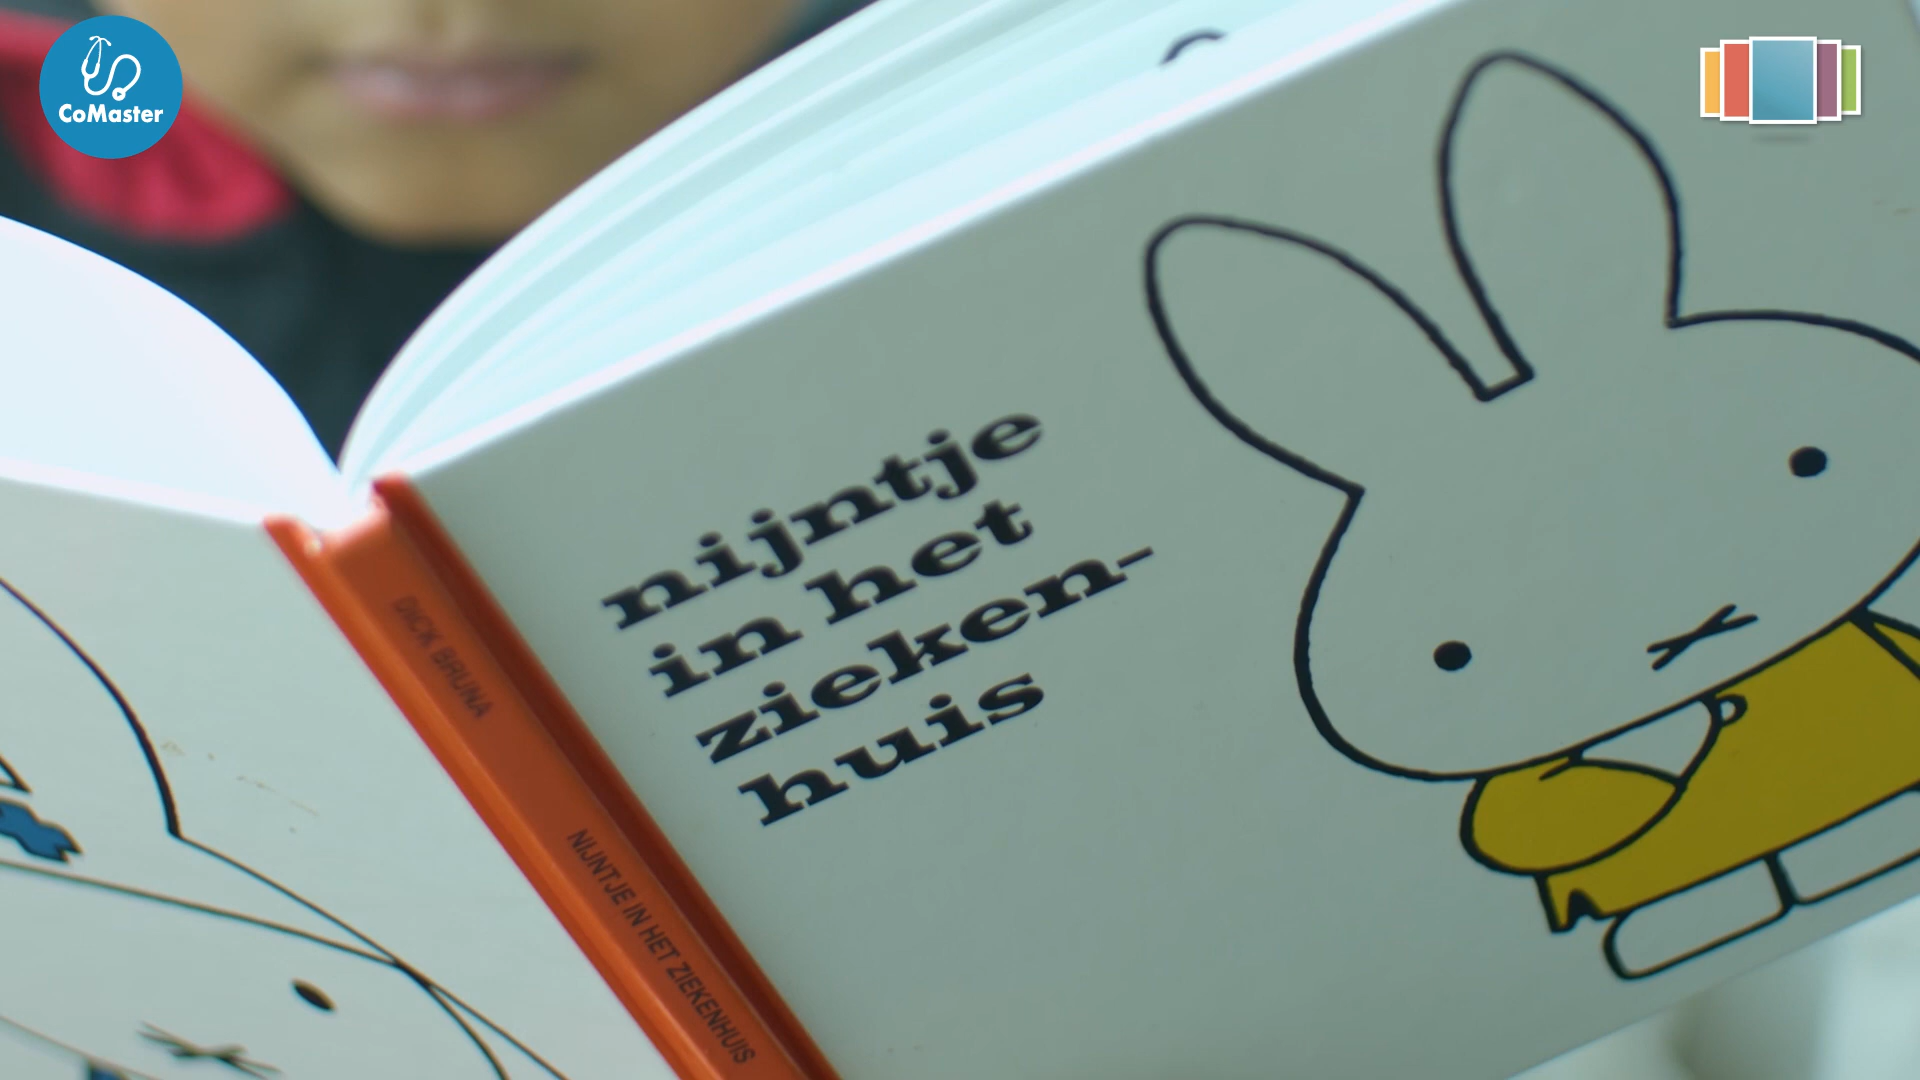 CoMaster
nijntje
in het
zieken-
huis
DICK BRUNA
NIJNTJE IN HET ZIEKENHUIS